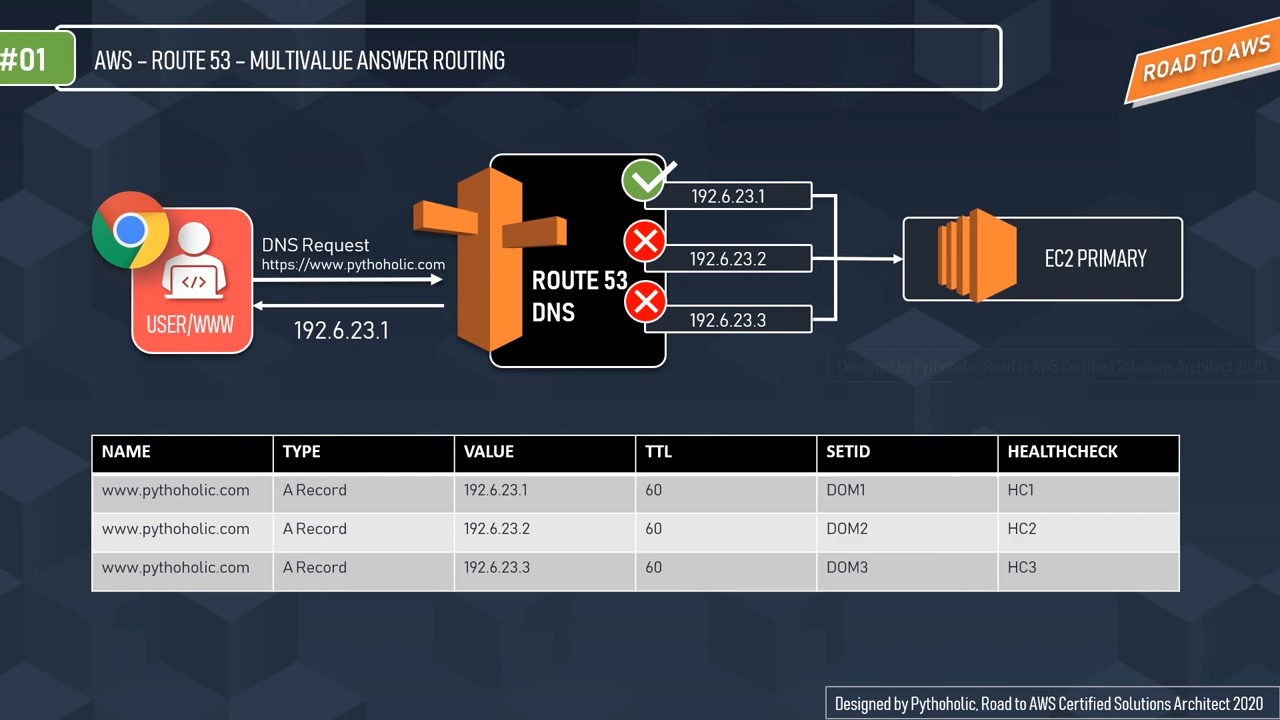 #01
AWS – ROUTE 53 – MULTIVALUE ANSWER ROUTING
ROAD TO AWS
DNS Request
https://www.pythoholic.com
192.6.23.1
</>
USER/WWW
ROUTE 53
DNS
192.6.23.1
192.6.23.2
192.6.23.3
EC2 PRIMARY
Designed by Pythoholic, Road to AWS Certified Solutions Architect 2020
NAME TYPE VALUE TTL SETID HEALTHCHECK
www.pythoholic.com A Record 192.6.23.1 60 DOM1 HC1
www.pythoholic.com A Record 192.6.23.2 60 DOM2 HC2
www.pythoholic.com A Record 192.6.23.3 60 DOM3 HC3
Designed by Pythoholic, Road to AWS Certified Solutions Architect 2020